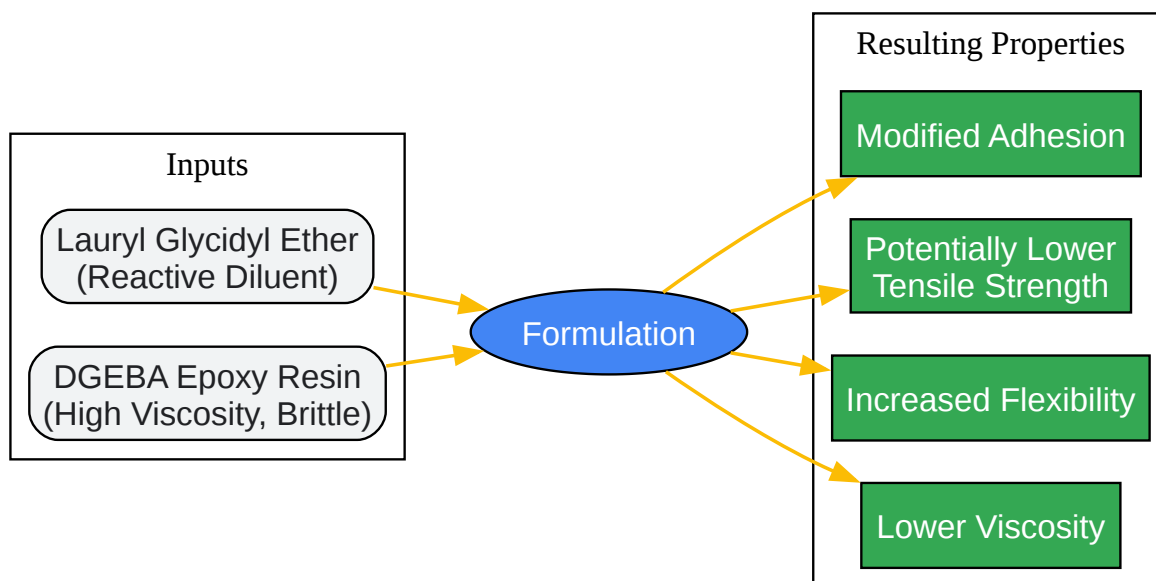 Inputs
Lauryl Glycidyl Ether
(Reactive Diluent)
DGEBA Epoxy Resin
(High Viscosity, Brittle)
Formulation
Resulting Properties
Modified Adhesion
Potentially Lower
Tensile Strength
Increased Flexibility
Lower Viscosity